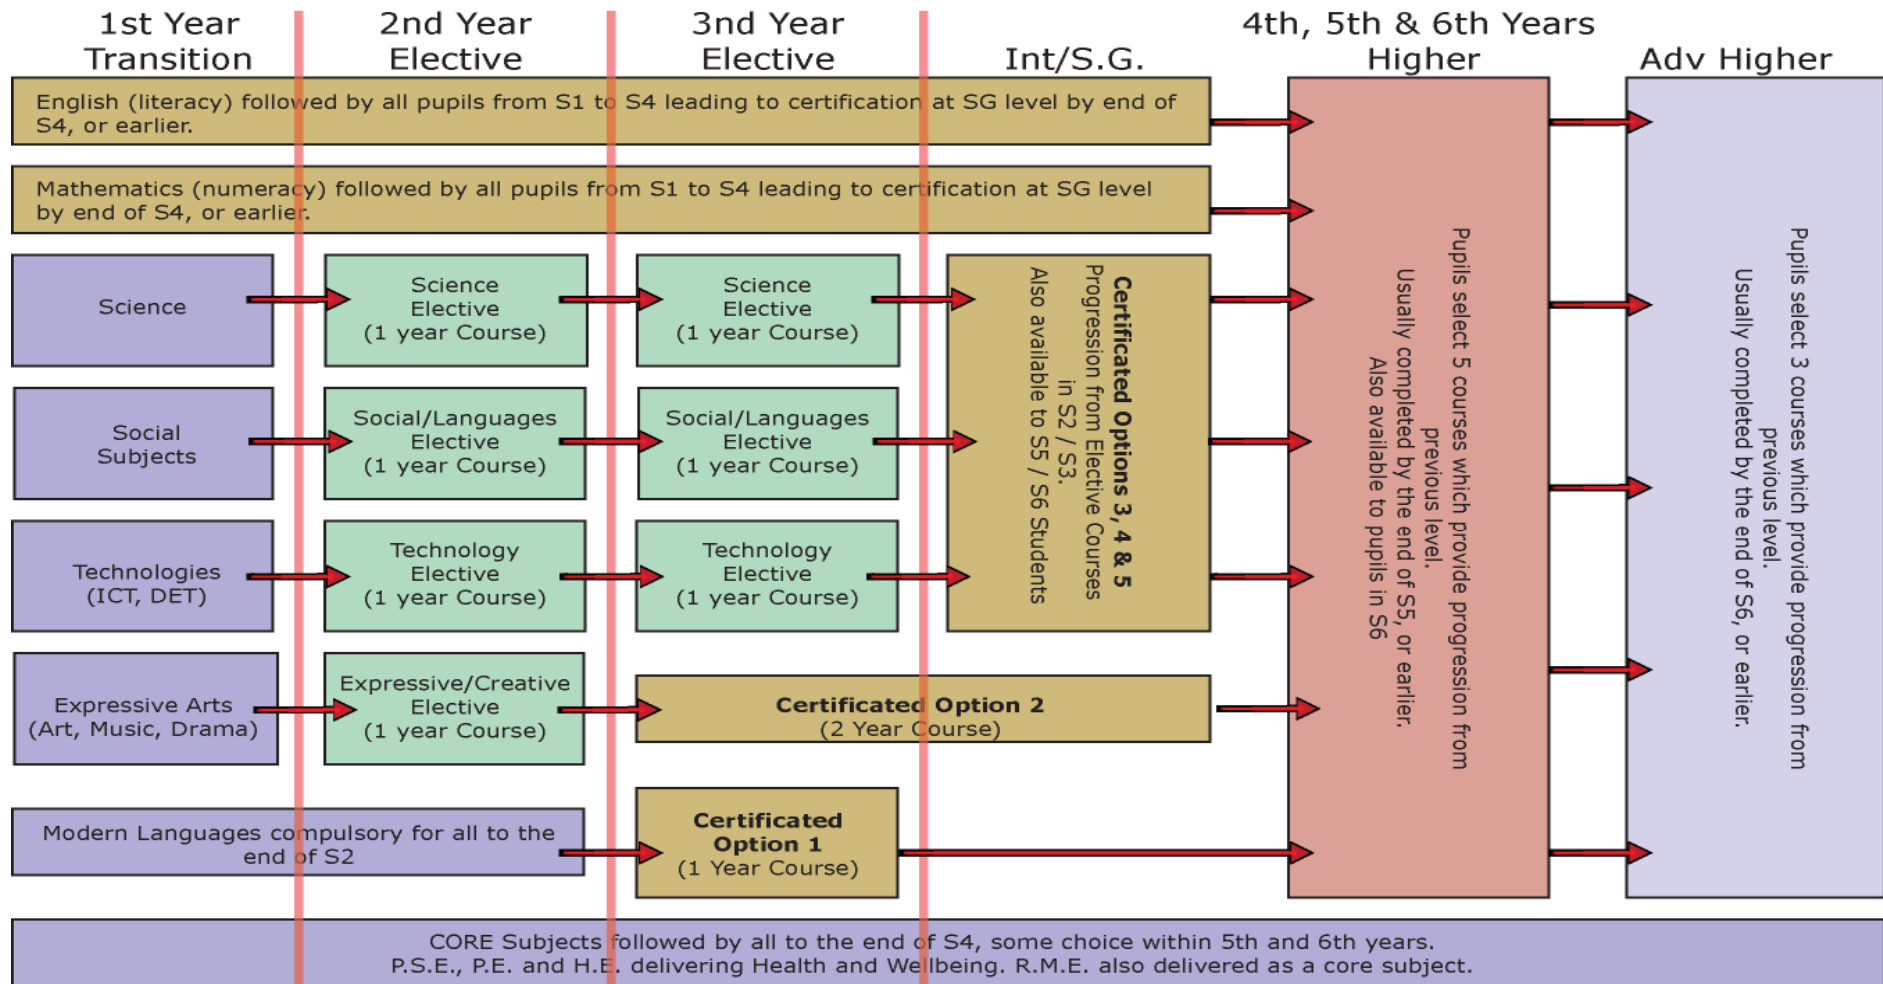 1st Year
Transition
2nd Year
Elective
3nd Year
Elective
Int/S.G.
4th, 5th & 6th Years
Higher
Adv Higher
English (literacy) followed by all pupils from S1 to S4 leading to certification at SG level by end of
S4, or earlier.
Mathematics (numeracy) followed by all pupils from S1 to S4 leading to certification at SG level
by end of S4, or earlier.
Science
Science
Elective
(1 year Course)
Science
Elective
(1 year Course)
Social
Subjects
Social/Languages
Elective
(1 year Course)
Social/Languages
Elective
(1 year Course)
Technologies
(ICT, DET)
Technology
Elective
(1 year Course)
Technology
Elective
(1 year Course)
Certificated Options 3, 4 & 5
Progression from Elective Courses
in S2 / S3.
Also available to S5 / S6 Students
Expressive Arts
(Art, Music, Drama)
Expressive/Creative
Elective
(1 year Course)
Certificated Option 2
(2 Year Course)
Modern Languages compulsory for all to the
end of S2
Certificated
Option 1
(1 Year Course)
Pupils select 5 courses which provide progression from
previous level.
Usually completed by the end of S5, or earlier.
Also available to pupils in S6
Pupils select 3 courses which provide progression from
previous level.
Usually completed by the end of S6, or earlier.
CORE Subjects followed by all to the end of S4, some choice within 5th and 6th years.
P.S.E., P.E. and H.E. delivering Health and Wellbeing. R.M.E. also delivered as a core subject.